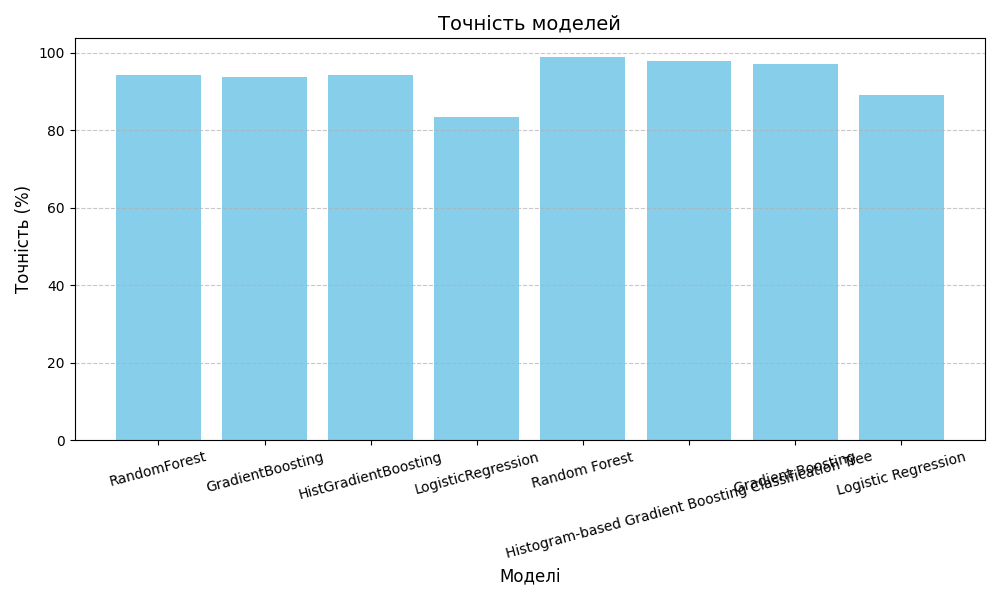 Точність моделей
Точність (%)
100
80
60
40
20
0
RandomForest
GradientBoosting
HistGradientBoosting
LogisticRegression
Random Forest
Histogram-based Gradient Boosting Classification Tree
Gradient Boosting
Logistic Regression
Моделі